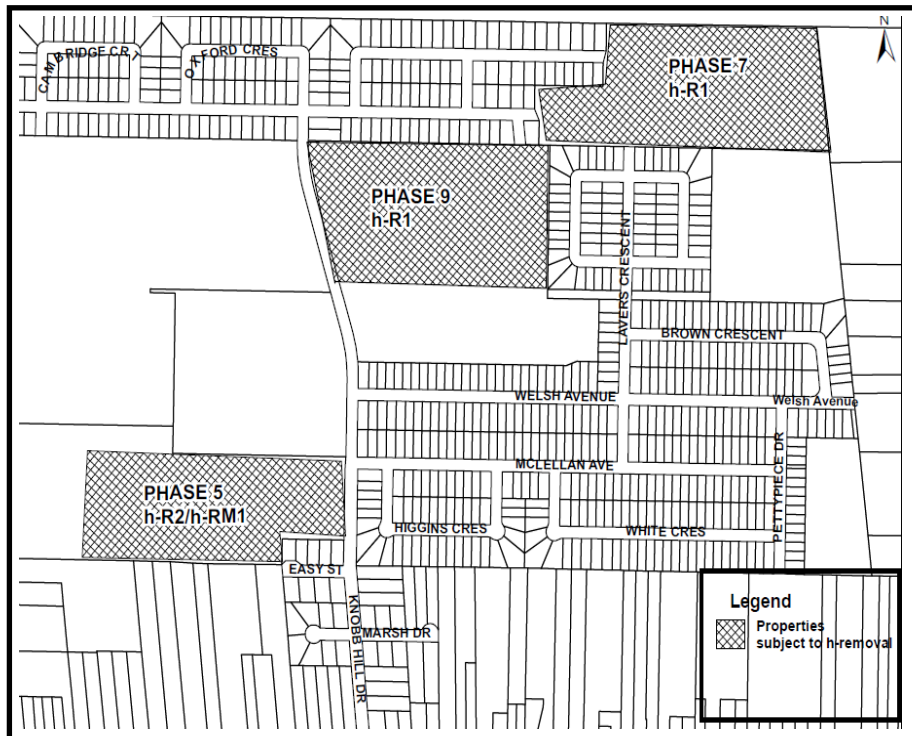 N
CAMBRIDGE CRT
OXFORD CRES
PHASE 7
h-R1
PHASE 9
h-R1
LAVERS CRESCENT
BROWN CRESCENT
WELSH AVENUE
Welsh Avenue
MCLELLAN AVE
PETTYPIECE DR
PHASE 5
h-R2/h-RM1
HIGGINS CRES
WHITE CRES
EASY ST
KNOBB HILL DR
MARSH DR
Legend
Properties
subject to h-removal